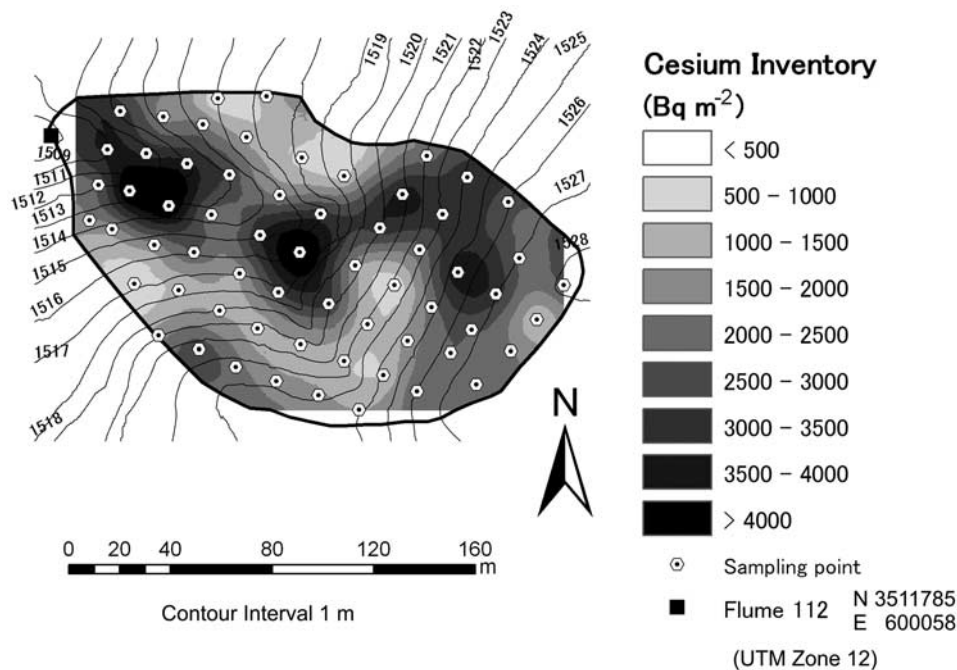 1519
1520
1521
1522
1523
1524
1525
1526
1527
1528
1509
1511
1512
1513
1514
1515
1516
1517
1518
N
0 20 40 80 120 160
m
Contour Interval 1 m
Cesium Inventory
(Bq m⁻²)
< 500
500 - 1000
1000 - 1500
1500 - 2000
2000 - 2500
2500 - 3000
3000 - 3500
3500 - 4000
> 4000
Sampling point
Flume 112 N 3511785
E 600058
(UTM Zone 12)